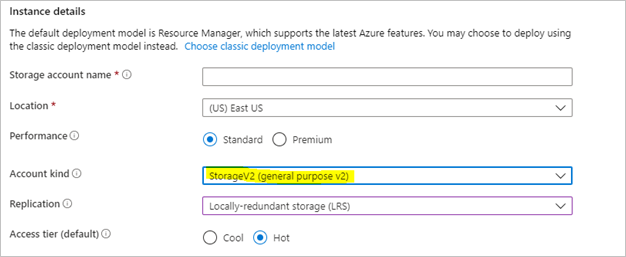 Instance details
The default deployment model is Resource Manager, which supports the latest Azure features. You may choose to deploy using
the classic deployment model instead. Choose classic deployment model
Storage account name *
Location *
(US) East US
Performance
Standard Premium
Account kind
StorageV2 (general purpose v2)
Replication
Locally-redundant storage (LRS)
Access tier (default)
Cool Hot